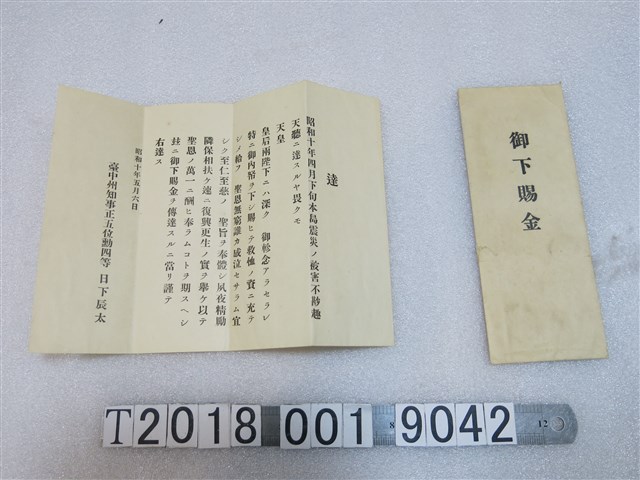 達
昭和十年四月下旬本島震災ノ被害不尠趣
天聽ニ達スルヤ畏クモ
天皇
皇后兩陛下ニハ深ク 御軫念アラセラレ
特ニ御內帑ヲ下シ賜ヒテ救恤ノ資ニ充テ
シメ給フ 聖恩無窮誰カ感泣セサラム宜
シク至仁至慈ノ 聖旨ヲ奉體シ夙夜精勵
隣保相扶ケ速ニ復興更生ノ實ヲ擧ケ以テ
聖恩ノ萬一ニ酬ヒ奉ラムコトヲ期スヘシ
玆ニ御下賜金ヲ傳達スルニ當リ謹テ
右達ス
昭和十年五月六日
臺中州知事正五位勳四等 日下辰太
御下賜金
T2018 001 9042
8
12